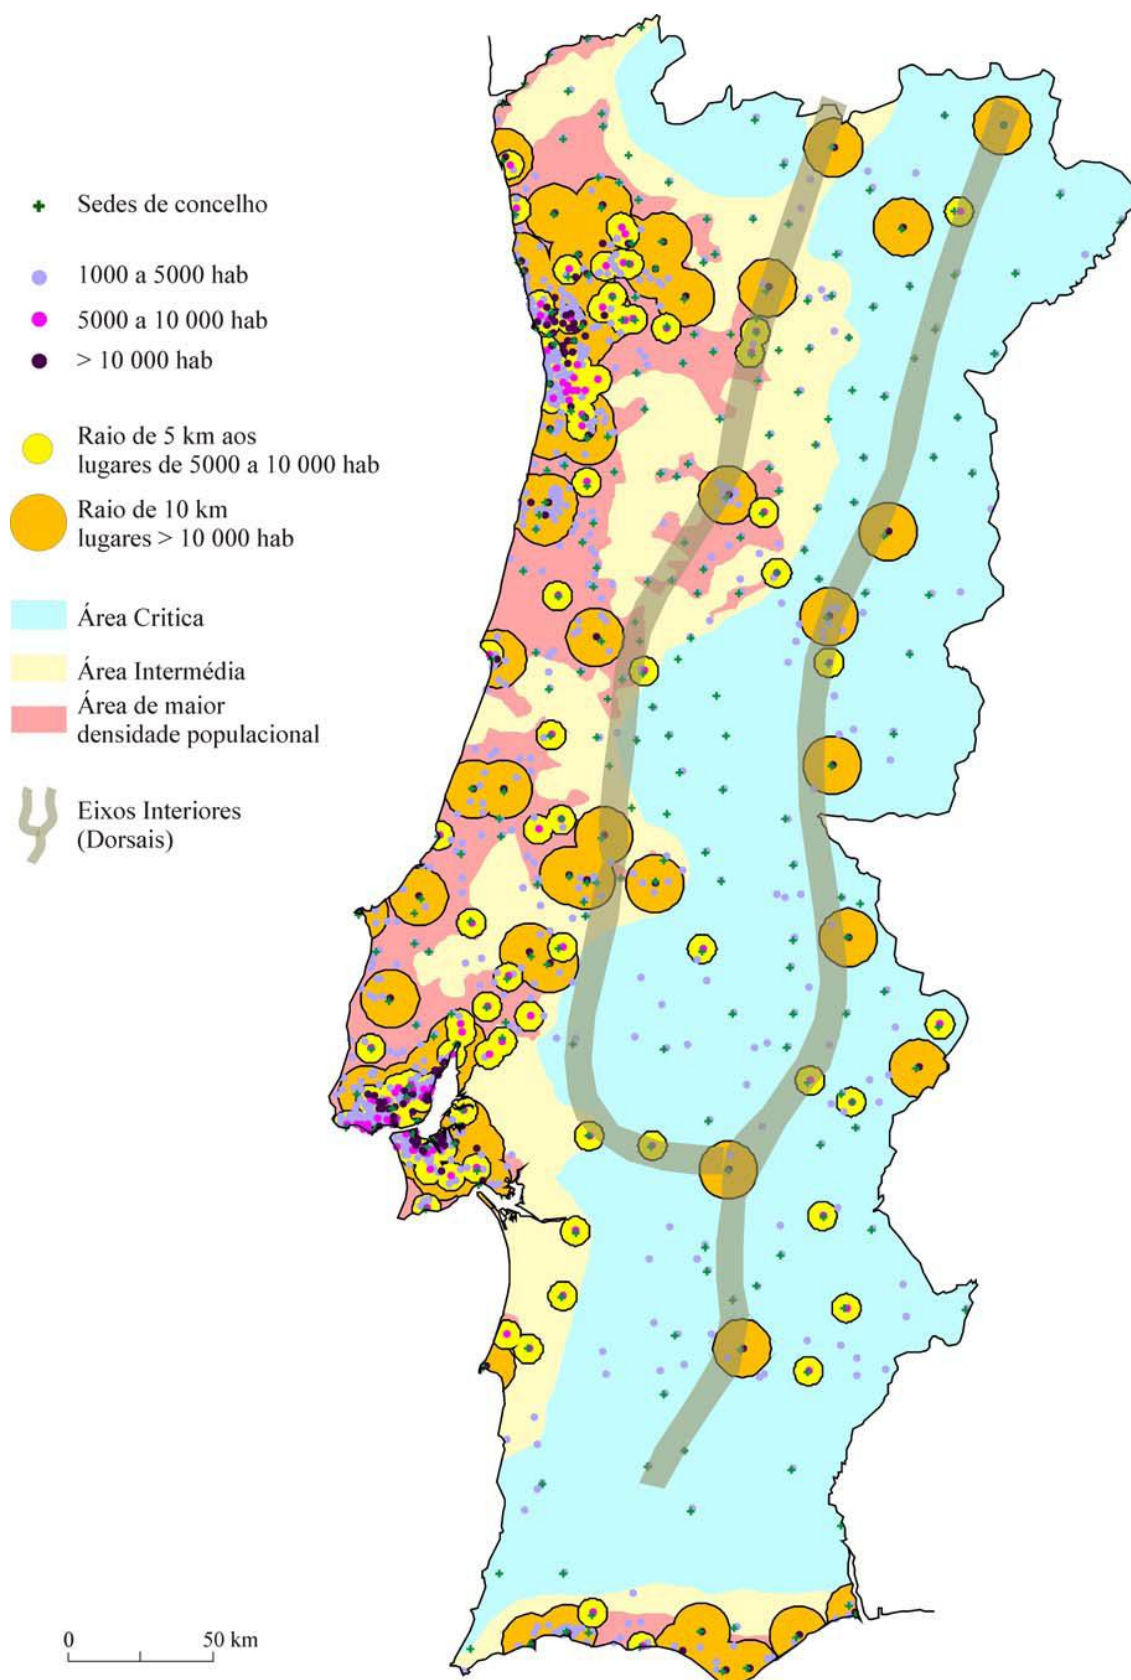 Sedes de concelho
1000 a 5000 hab
5000 a 10 000 hab
> 10 000 hab
Raio de 5 km aos
lugares de 5000 a 10 000 hab
Raio de 10 km
lugares > 10 000 hab
Área Critica
Área Intermédia
Área de maior
densidade populacional
Eixos Interiores
(Dorsais)
0 50 km